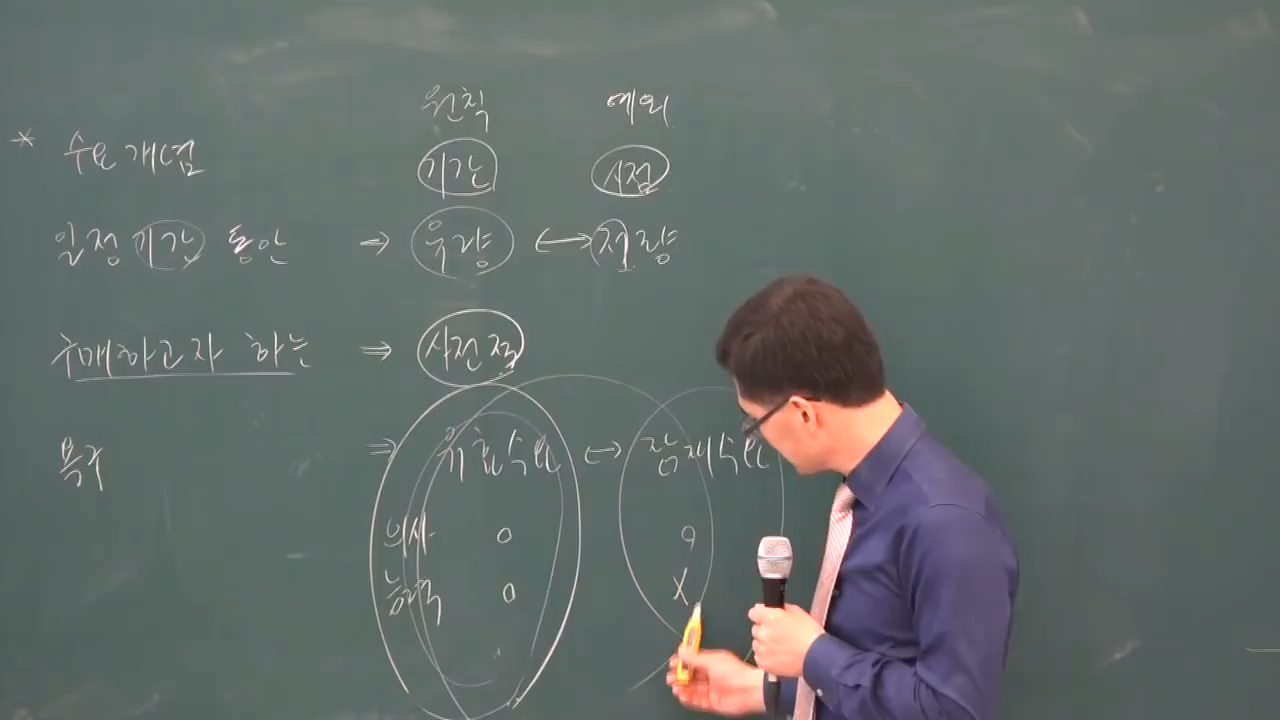 원칙 예외
* 수요개념 기간 시점
일정 기간 동안 ⇒ 유량 ↔ 저량
구매하고자 하는 ⇒ 사전적
욕구 ⇒ 유효수요 ↔ 잠재수요
의사 o o
능력 o x